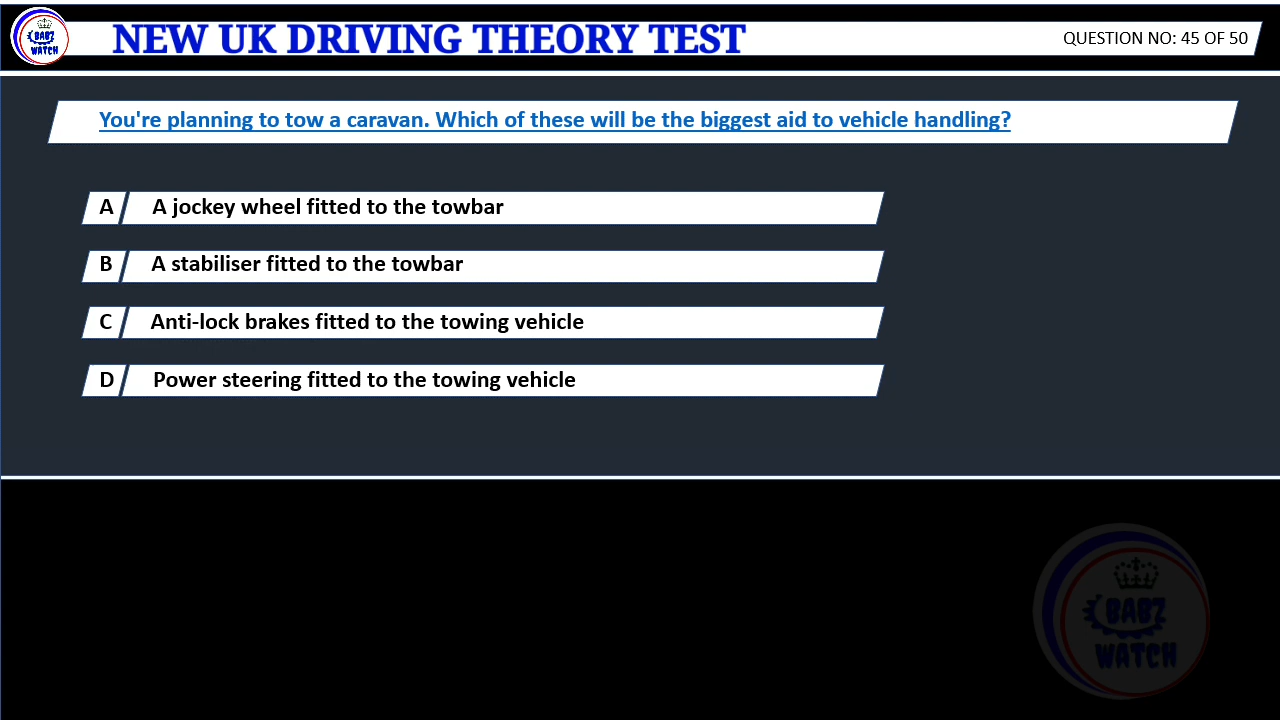 BABZ
WATCH
NEW UK DRIVING THEORY TEST
QUESTION NO: 45 OF 50
You're planning to tow a caravan. Which of these will be the biggest aid to vehicle handling?
A A jockey wheel fitted to the towbar
B A stabiliser fitted to the towbar
C Anti-lock brakes fitted to the towing vehicle
D Power steering fitted to the towing vehicle
BABZ
WATCH